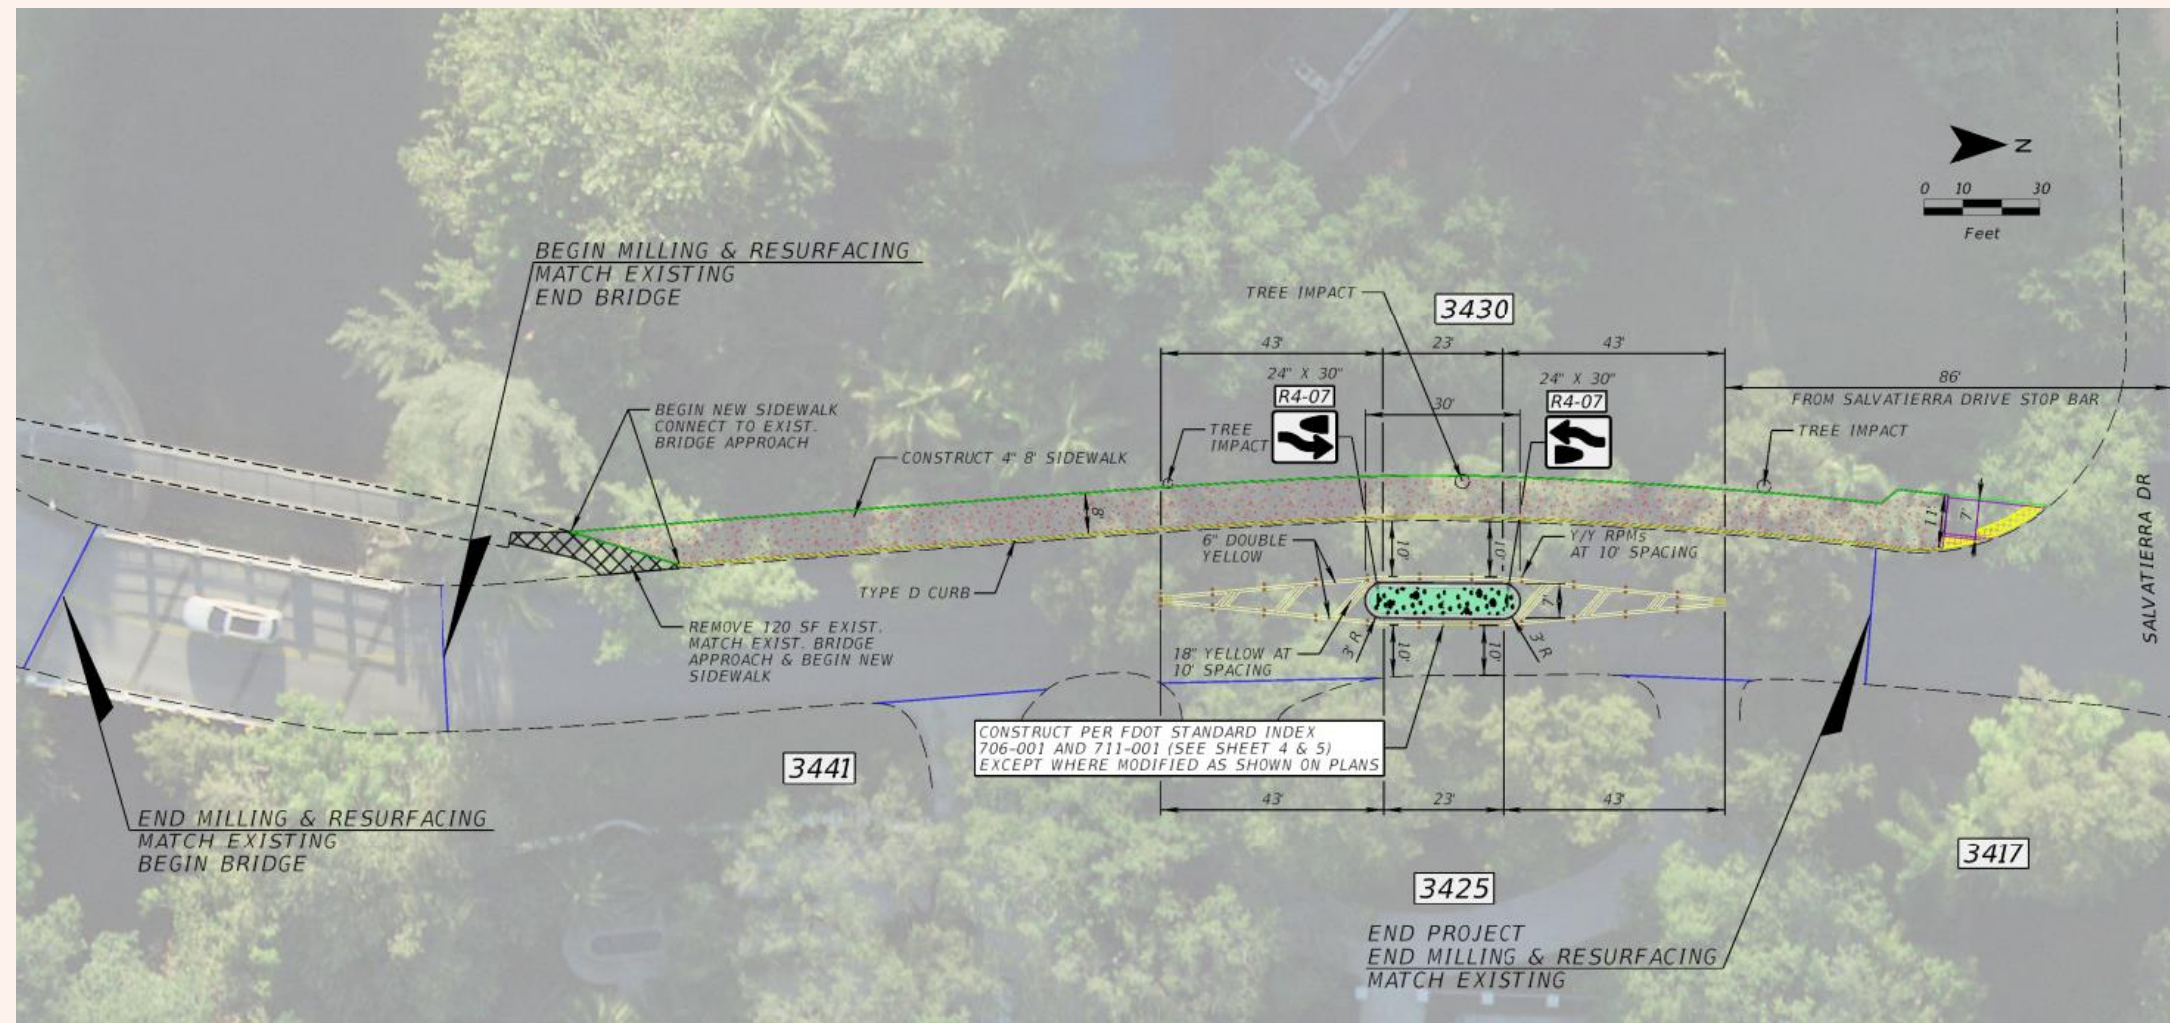 N
0 10 30
Feet
BEGIN MILLING & RESURFACING
MATCH EXISTING
END BRIDGE
TREE IMPACT
3430
43'
23'
43'
86'
FROM SALVATIERRA DRIVE STOP BAR
24" X 30"
R4-07
30'
24" X 30"
R4-07
BEGIN NEW SIDEWALK
CONNECT TO EXIST.
BRIDGE APPROACH
TREE
IMPACT
TREE IMPACT
CONSTRUCT 4" 8' SIDEWALK
8'
11'
7'
SALVATIERRA DR
6" DOUBLE
YELLOW
10'
10'
Y/Y RPMs
AT 10' SPACING
TYPE D CURB
7'
REMOVE 120 SF EXIST.
MATCH EXIST. BRIDGE
APPROACH & BEGIN NEW
SIDEWALK
18" YELLOW AT
10' SPACING
3' R
10'
10'
3' R
CONSTRUCT PER FDOT STANDARD INDEX
706-001 AND 711-001 (SEE SHEET 4 & 5)
EXCEPT WHERE MODIFIED AS SHOWN ON PLANS
3441
43'
23'
43'
END MILLING & RESURFACING
MATCH EXISTING
BEGIN BRIDGE
3417
3425
END PROJECT
END MILLING & RESURFACING
MATCH EXISTING